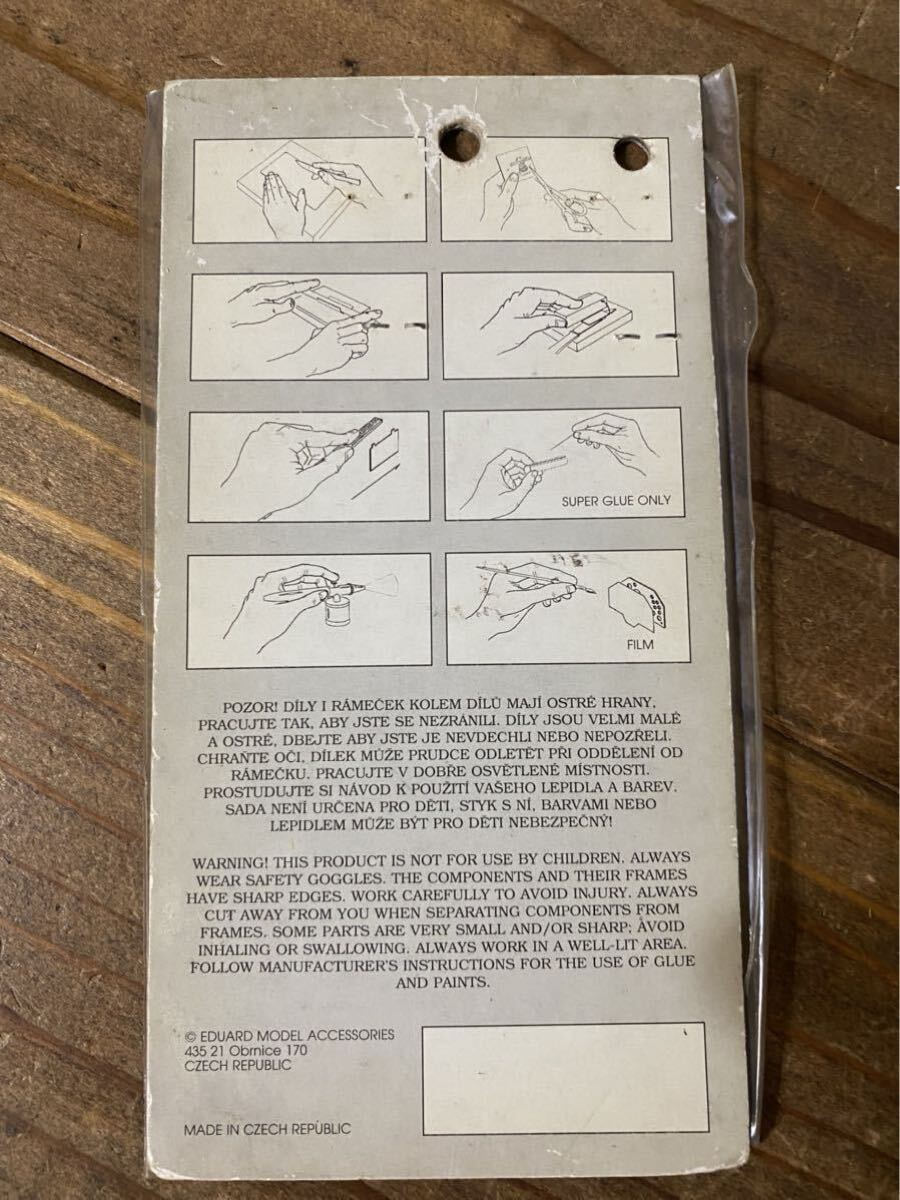 SUPER GLUE ONLY
FILM
POZOR! DÍLY I RÁMEČEK KOLEM DÍLŮ MAJÍ OSTRÉ HRANY,
PRACUJTE TAK, ABY JSTE SE NEZRÁNILI. DÍLY JSOU VELMI MALÉ
A OSTRÉ, DBEJTE ABY JSTE JE NEVDECHLI NEBO NEPOZŘELI.
CHRAŇTE OČI, DÍLEK MŮŽE PRUDCE ODLETĚT PŘI ODDĚLENÍ OD
RÁMEČKU. PRACUJTE V DOBŘE OSVĚTLENÉ MÍSTNOSTI.
PROSTUDUJTE SI NÁVOD K POUŽITÍ VAŠEHO LEPIDLA A BAREV.
SADA NENÍ URČENA PRO DĚTI, STYK S NÍ, BARVAMI NEBO
LEPIDLEM MŮŽE BÝT PRO DĚTI NEBEZPEČNÝ!
WARNING! THIS PRODUCT IS NOT FOR USE BY CHILDREN. ALWAYS
WEAR SAFETY GOGGLES. THE COMPONENTS AND THEIR FRAMES
HAVE SHARP EDGES. WORK CAREFULLY TO AVOID INJURY. ALWAYS
CUT AWAY FROM YOU WHEN SEPARATING COMPONENTS FROM
FRAMES. SOME PARTS ARE VERY SMALL AND/OR SHARP; AVOID
INHALING OR SWALLOWING. ALWAYS WORK IN A WELL-LIT AREA.
FOLLOW MANUFACTURER'S INSTRUCTIONS FOR THE USE OF GLUE
AND PAINTS.
© EDUARD MODEL ACCESSORIES
435 21 Obrnice 170
CZECH REPUBLIC
MADE IN CZECH REPUBLIC